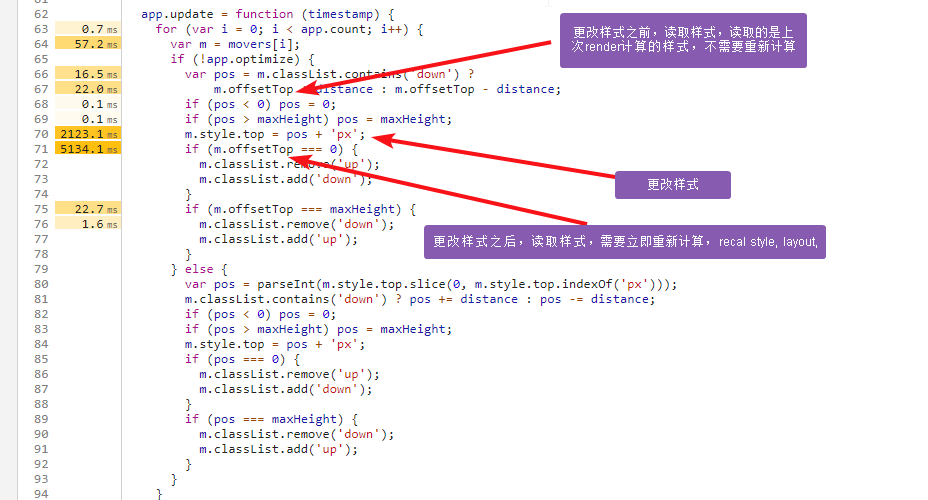 61
62 app.update = function (timestamp) {
63 0.7 ms for (var i = 0; i < app.count; i++) {
64 57.2 ms var m = movers[i];
65 if (!app.optimize) {
66 16.5 ms var pos = m.classList.contains('down') ?
67 22.0 ms m.offsetTop distance : m.offsetTop - distance;
68 0.1 ms if (pos < 0) pos = 0;
69 0.1 ms if (pos > maxHeight) pos = maxHeight;
70 2123.1 ms m.style.top = pos + 'px';
71 5134.1 ms if (m.offsetTop === 0) {
72 m.classList.remove('up');
73 m.classList.add('down');
74 }
75 22.7 ms if (m.offsetTop === maxHeight) {
76 1.6 ms m.classList.remove('down');
77 m.classList.add('up');
78 }
79 } else {
80 var pos = parseInt(m.style.top.slice(0, m.style.top.indexOf('px')));
81 m.classList.contains('down') ? pos += distance : pos -= distance;
82 if (pos < 0) pos = 0;
83 if (pos > maxHeight) pos = maxHeight;
84 m.style.top = pos + 'px';
85 if (pos === 0) {
86 m.classList.remove('up');
87 m.classList.add('down');
88 }
89 if (pos === maxHeight) {
90 m.classList.remove('down');
91 m.classList.add('up');
92 }
93 }
94 }
更改样式之前，读取样式，读取的是上
次render计算的样式，不需要重新计算
更改样式
更改样式之后，读取样式，需要立即重新计算，recal style, layout,